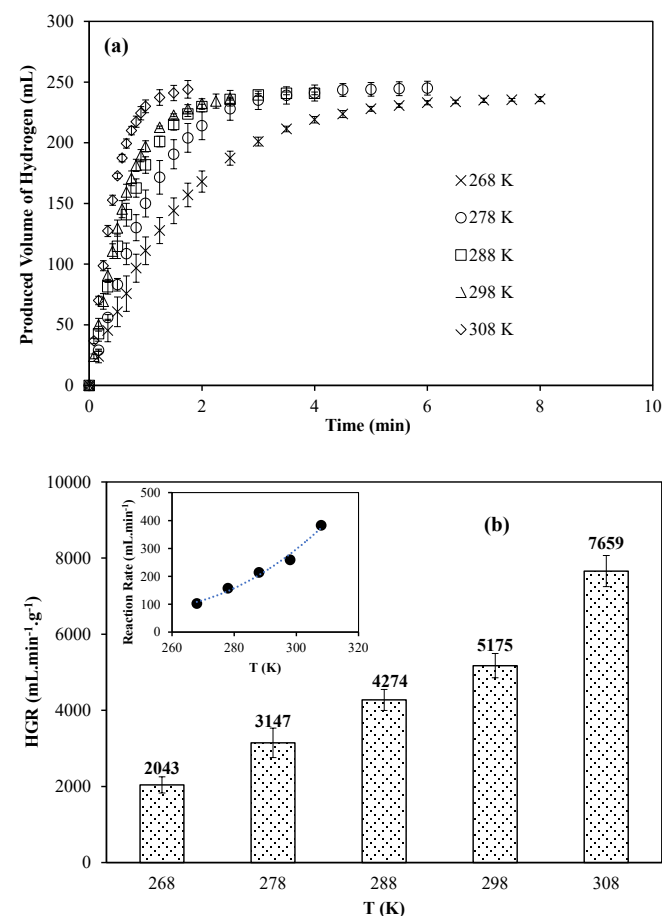 300
(a)
250
200
150
100
50
0
Produced Volume of Hydrogen (mL)
268 K
278 K
288 K
298 K
308 K
0 2 4 6 8 10
Time (min)
10000
8000
6000
4000
2000
0
HGR (mL.min⁻¹.g⁻¹)
(b)
500
400
300
200
100
0
Reaction Rate (mL.min⁻¹)
260 280 300 320
T (K)
2043
3147
4274
5175
7659
268 278 288 298 308
T (K)